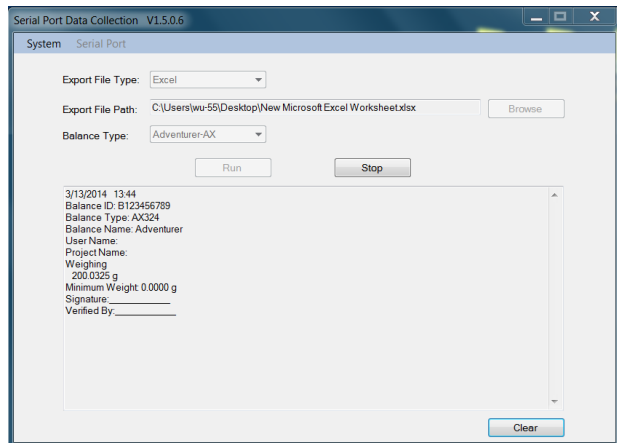 Serial Port Data Collection V1.5.0.6
System Serial Port
Export File Type: Excel
Export File Path: C:\Users\wu-55\Desktop\New Microsoft Excel Worksheet.xlsx Browse
Balance Type: Adventurer-AX
Run Stop
3/13/2014 13:44
Balance ID: B123456789
Balance Type: AX324
Balance Name: Adventurer
User Name:
Project Name:
Weighing
200.0325 g
Minimum Weight: 0.0000 g
Signature:___________
Verified By:___________
Clear